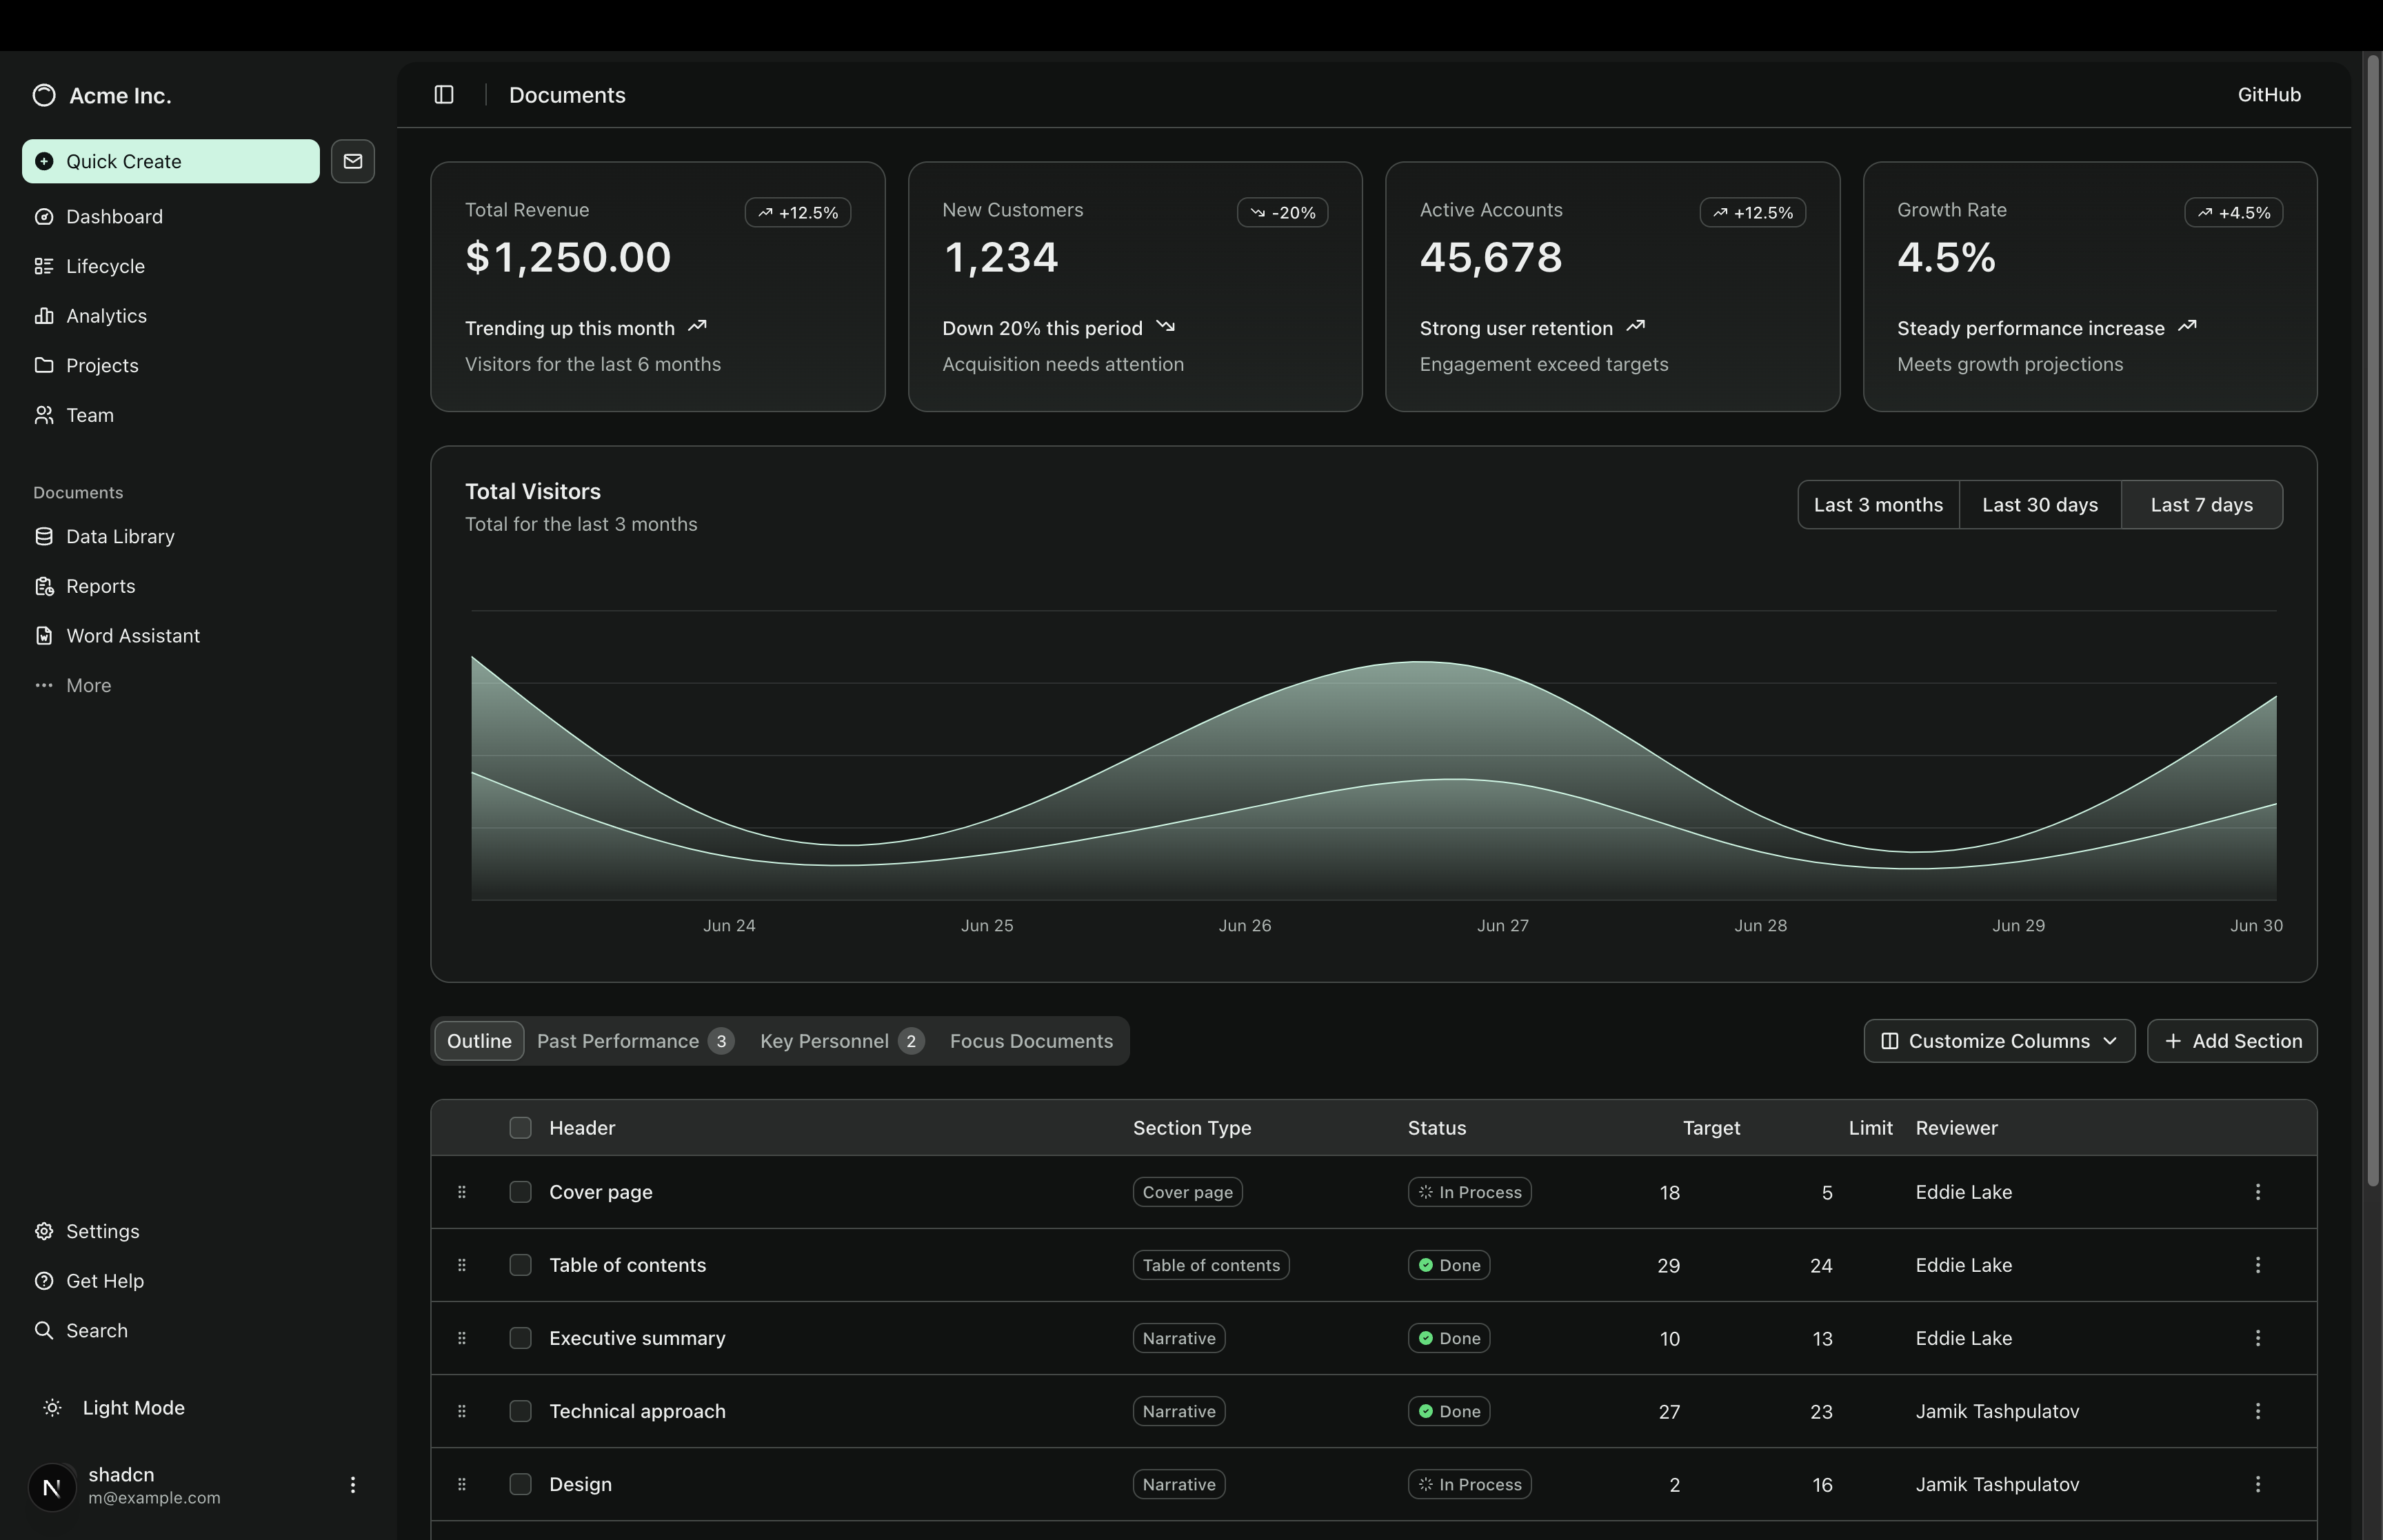 Acme Inc.
Quick Create
Dashboard
Lifecycle
Analytics
Projects
Team
Documents
Data Library
Reports
Word Assistant
More
Settings
Get Help
Search
Light Mode
N
shadcn
m@example.com
Documents
GitHub
Total Revenue
+12.5%
$1,250.00
Trending up this month
Visitors for the last 6 months
New Customers
-20%
1,234
Down 20% this period
Acquisition needs attention
Active Accounts
+12.5%
45,678
Strong user retention
Engagement exceed targets
Growth Rate
+4.5%
4.5%
Steady performance increase
Meets growth projections
Total Visitors
Total for the last 3 months
Last 3 months Last 30 days Last 7 days
Jun 24 Jun 25 Jun 26 Jun 27 Jun 28 Jun 29 Jun 30
Outline Past Performance 3 Key Personnel 2 Focus Documents
Customize Columns Add Section
Header Section Type Status Target Limit Reviewer
Cover page Cover page In Process 18 5 Eddie Lake
Table of contents Table of contents Done 29 24 Eddie Lake
Executive summary Narrative Done 10 13 Eddie Lake
Technical approach Narrative Done 27 23 Jamik Tashpulatov
Design Narrative In Process 2 16 Jamik Tashpulatov